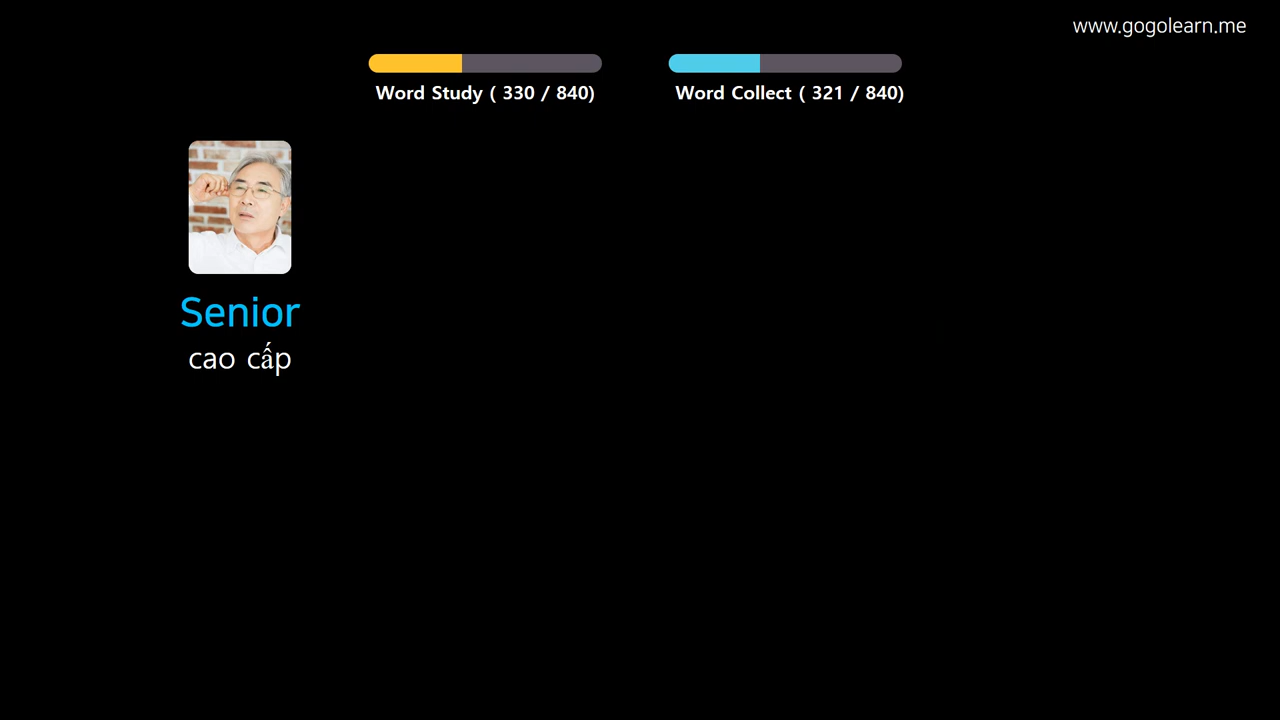 www.gogolearn.me
Word Study ( 330 / 840)
Word Collect ( 321 / 840)
Senior
cao cấp